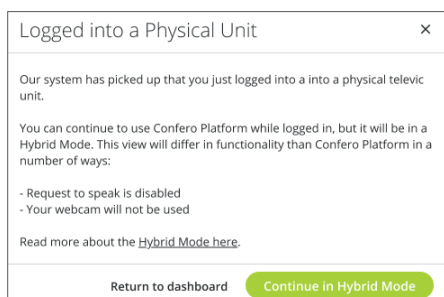 Logged into a Physical Unit
Our system has picked up that you just logged into a into a physical televic
unit.
You can continue to use Confero Platform while logged in, but it will be in a
Hybrid Mode. This view will differ in functionality than Confero Platform in a
number of ways:
- Request to speak is disabled
- Your webcam will not be used
Read more about the Hybrid Mode here.
Return to dashboard Continue in Hybrid Mode